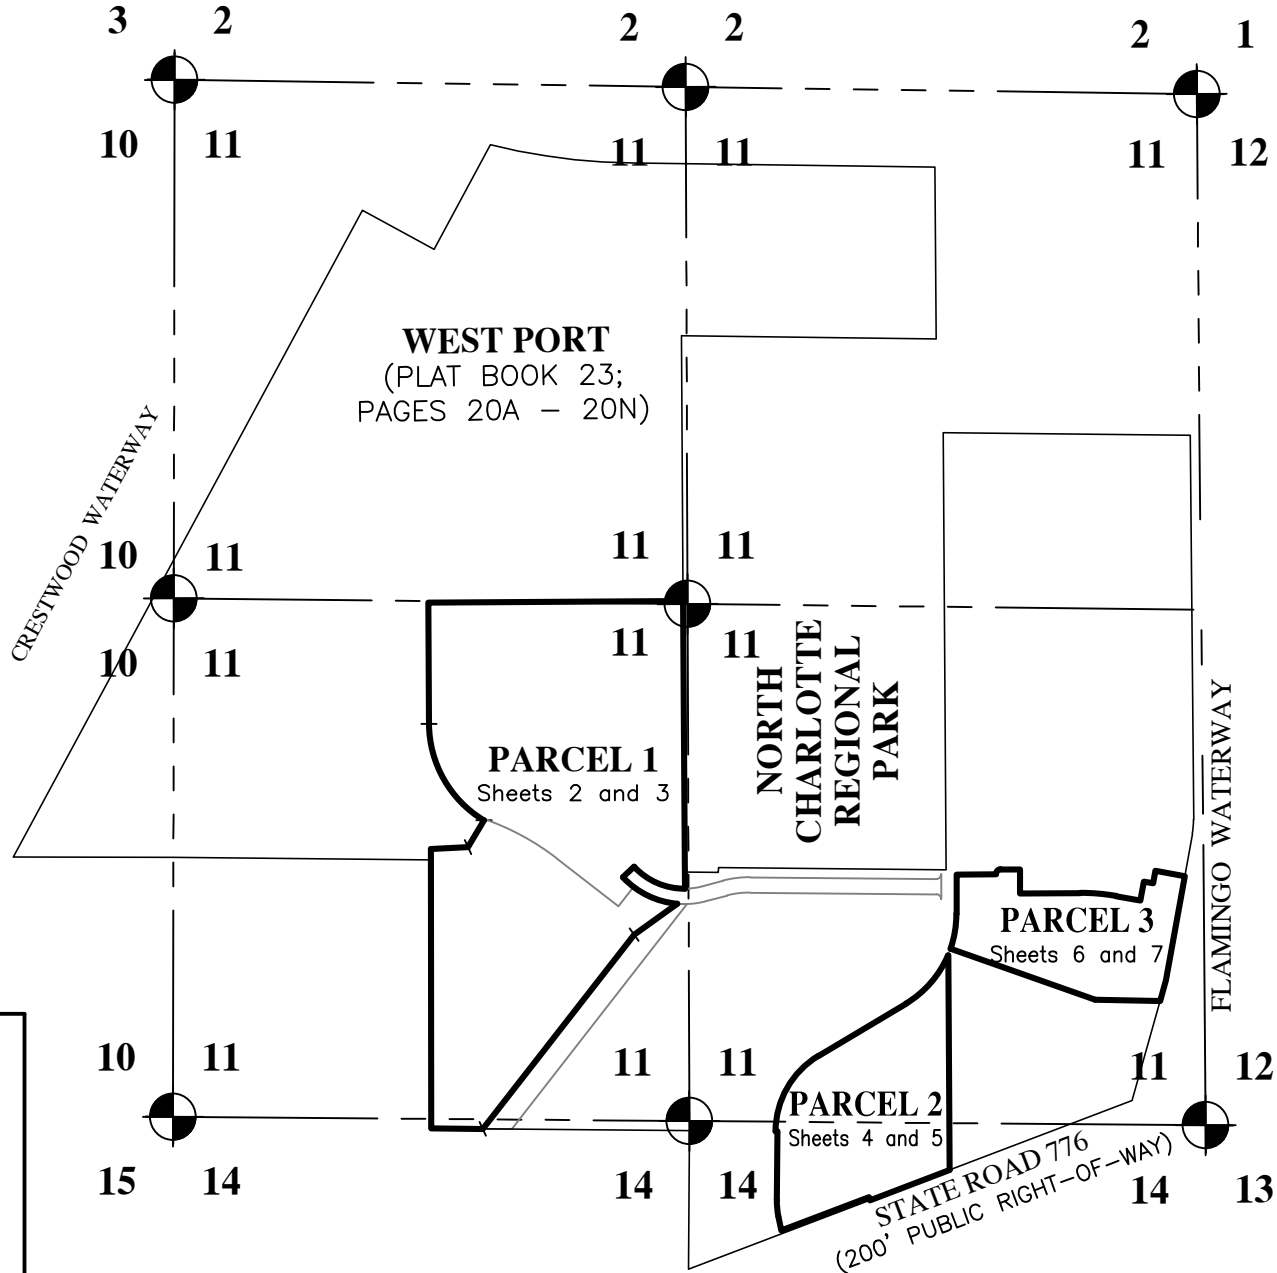 3 2
2 2
2 1
10 11
11 11
11 12
WEST PORT
(PLAT BOOK 23;
PAGES 20A – 20N)
CRESTWOOD WATERWAY
10 11
11 11
10 11
11 11
NORTH
CHARLOTTE
REGIONAL
PARK
PARCEL 1
Sheets 2 and 3
FLAMINGO WATERWAY
PARCEL 3
Sheets 6 and 7
10 11
11 11
11 12
PARCEL 2
Sheets 4 and 5
15 14
14 14
14 13
STATE ROAD 776
(200' PUBLIC RIGHT–OF–WAY)